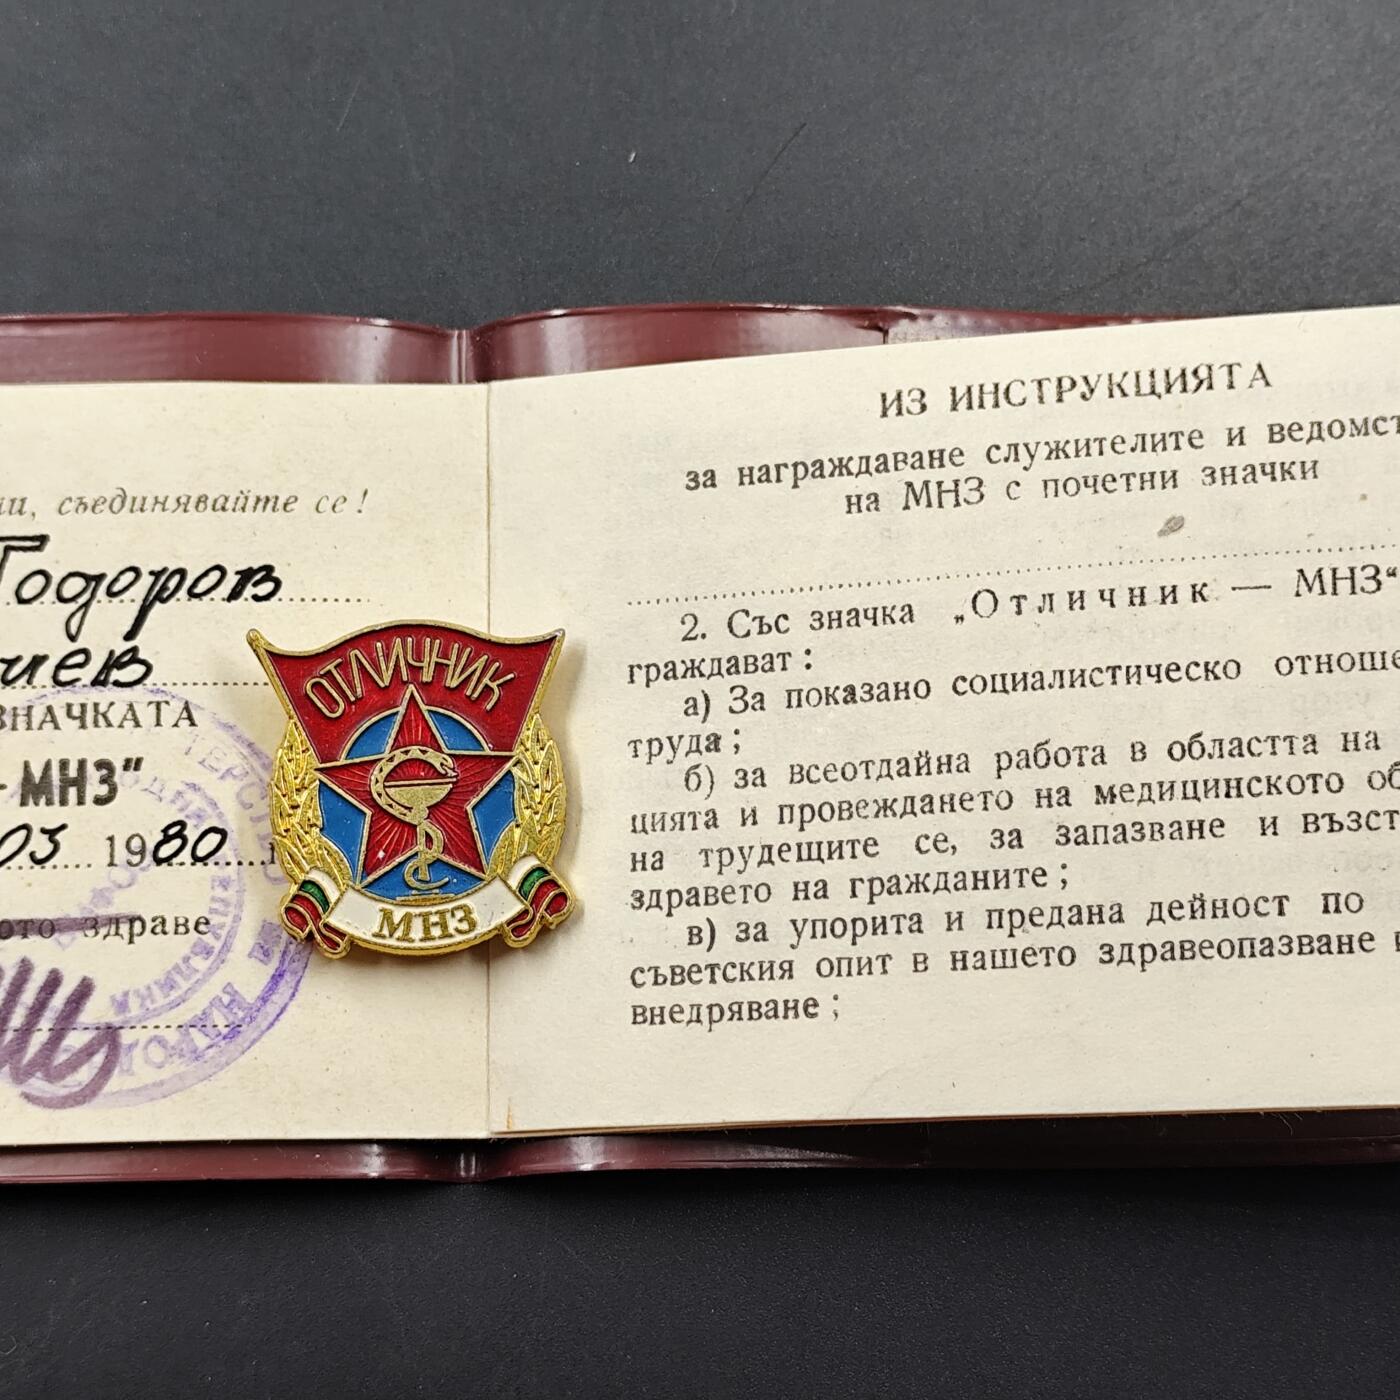 съединявайте се!
Тодоров
ЗНАЧКАТА
МНЗ"
03 1980
здраве
ОТЛИЧНИК
МНЗ
ИЗ ИНСТРУКЦИЯТА
за награждаване служителите и ведомст
на МНЗ с почетни значки
2. Със значка „Отличник — МНЗ“
граждават:
а) За показано социалистическо отноше
труда;
б) за всеотдайна работа в областта на
цията и провеждането на медицинското об
на трудещите се, за запазване и възст
здравето на гражданите;
в) за упорита и предана дейност по
съветския опит в нашето здравеопазване
внедряване;